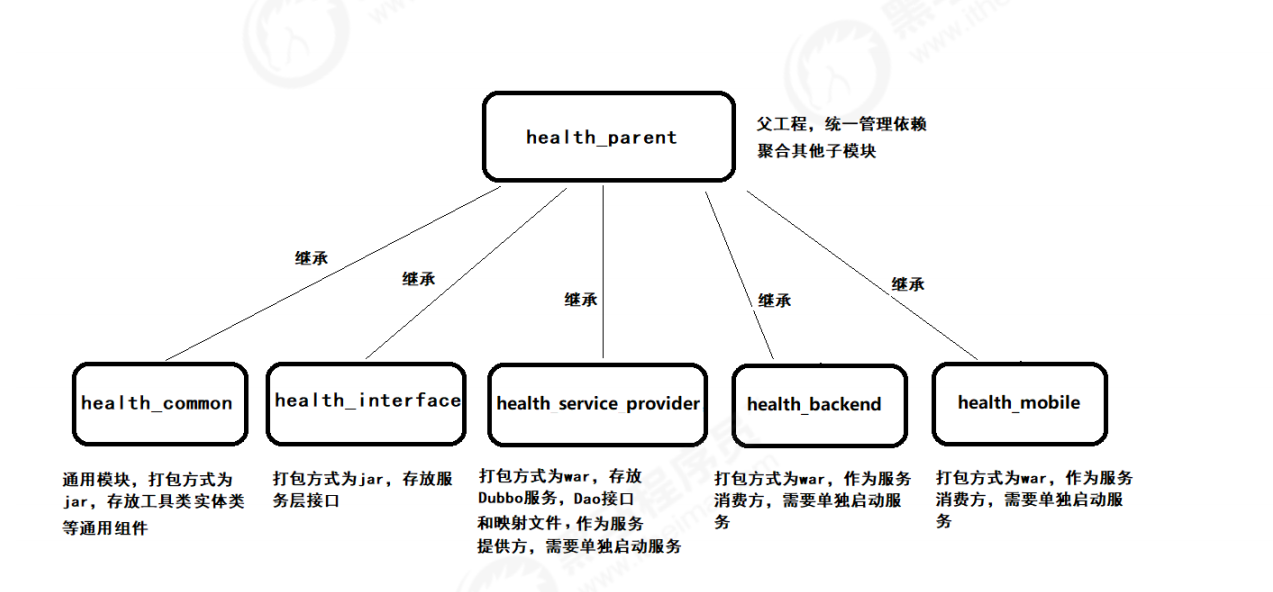 health_parent
父工程，统一管理依赖
聚合其他子模块
继承
继承
继承
继承
继承
health_common
health_interface
health_service_provider
health_backend
health_mobile
通用模块，打包方式为
jar，存放工具类实体类
等通用组件
打包方式为jar，存放服
务层接口
打包方式为war，存放
Dubbo服务，Dao接口
和映射文件，作为服务
提供方，需要单独启动服务
打包方式为war，作为服务
消费方，需要单独启动服
务
打包方式为war，作为服务
消费方，需要单独启动服
务